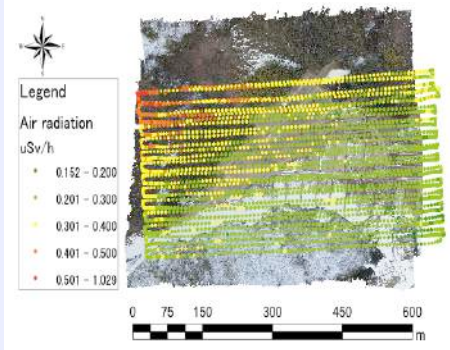 Legend
Air radiation
uSv/h
0.152 - 0.200
0.201 - 0.300
0.301 - 0.400
0.401 - 0.500
0.501 - 1.029
0 75 150 300 450 600
m